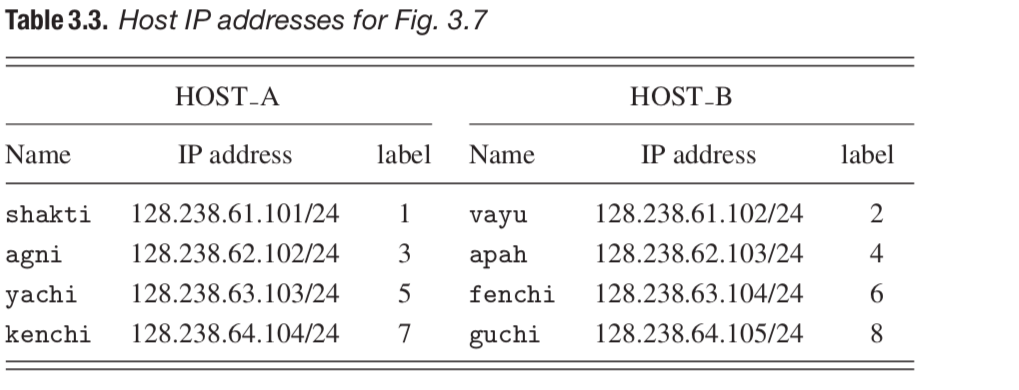 Table 3.3. Host IP addresses for Fig. 3.7
HOST_A HOST_B
Name IP address label Name IP address label
shakti 128.238.61.101/24 1 vayu 128.238.61.102/24 2
agni 128.238.62.102/24 3 apah 128.238.62.103/24 4
yachi 128.238.63.103/24 5 fenchi 128.238.63.104/24 6
kenchi 128.238.64.104/24 7 guchi 128.238.64.105/24 8